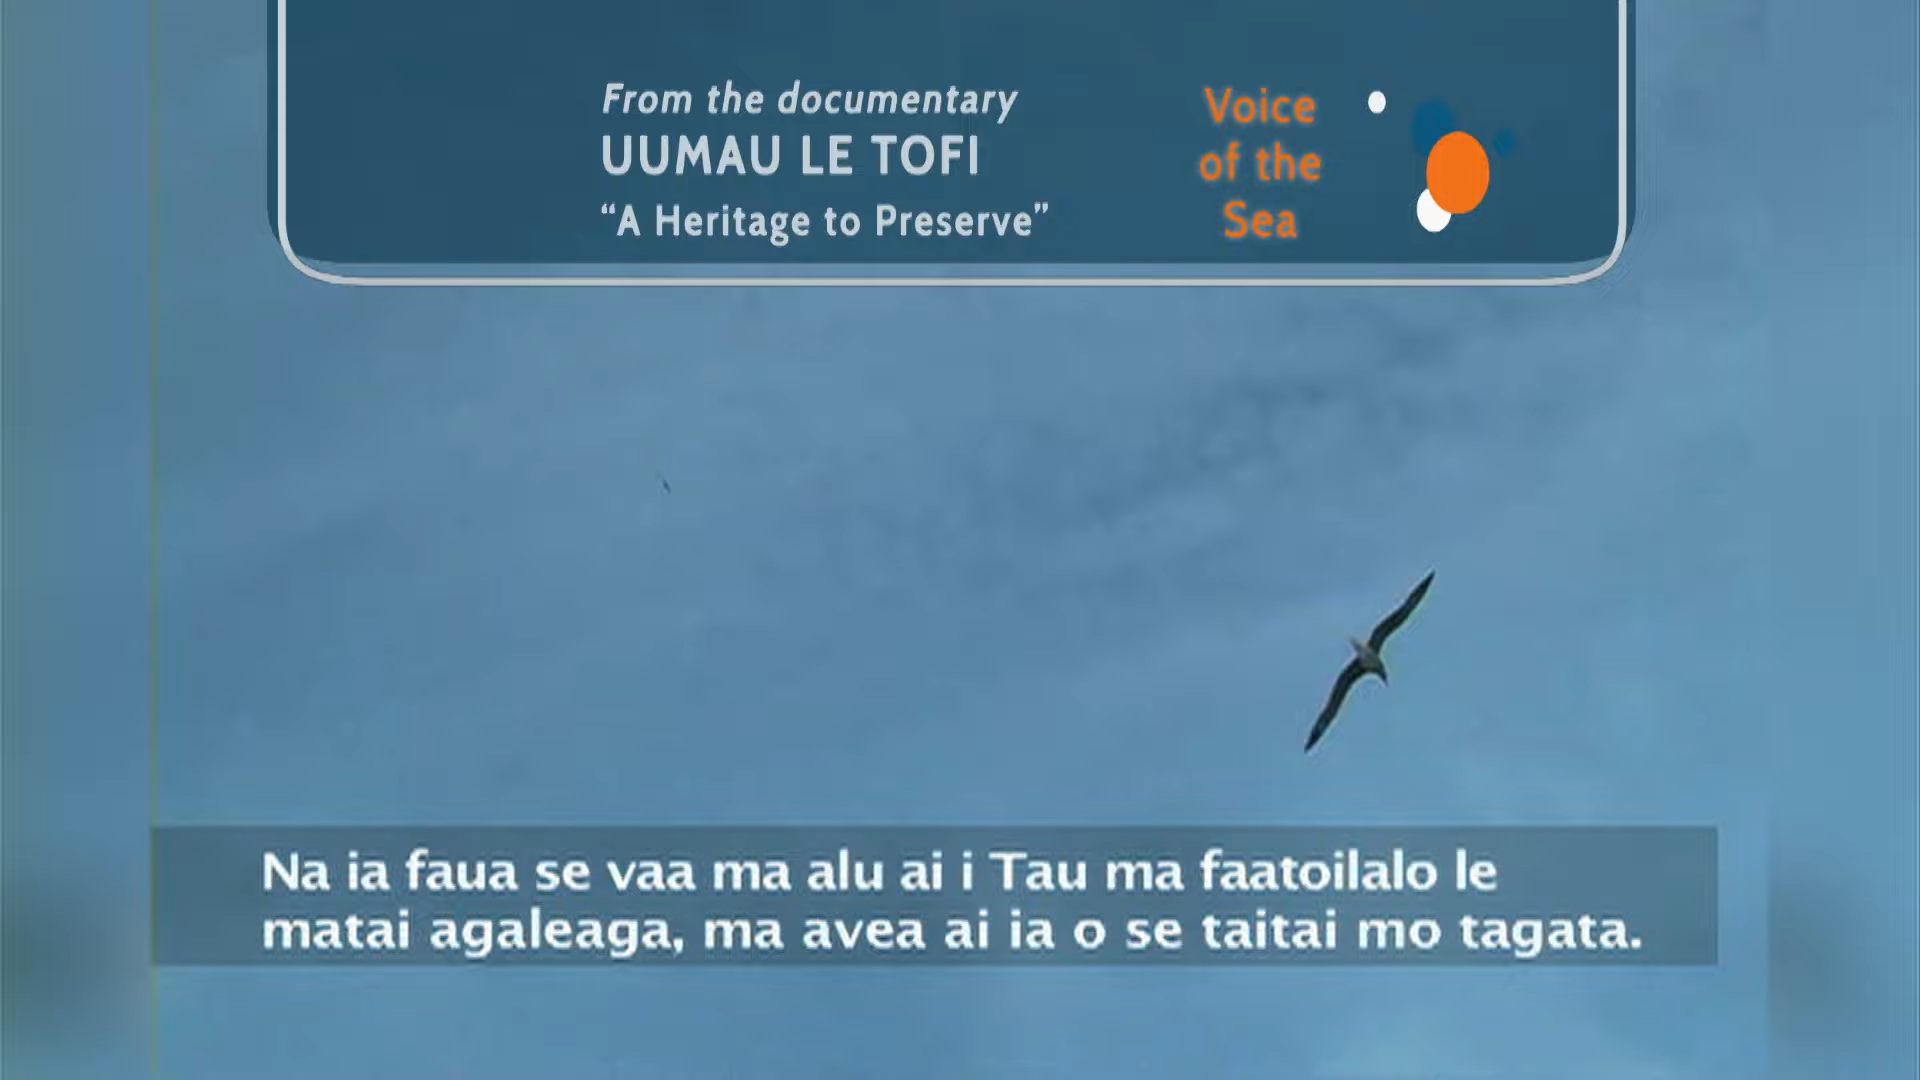 From the documentary
UUMAU LE TOFI
“A Heritage to Preserve”
Voice
of the
Sea
Na ia faua se vaa ma alu ai i Tau ma faatoilalo le
matai agaleaga, ma avea ai ia o se taitai mo tagata.